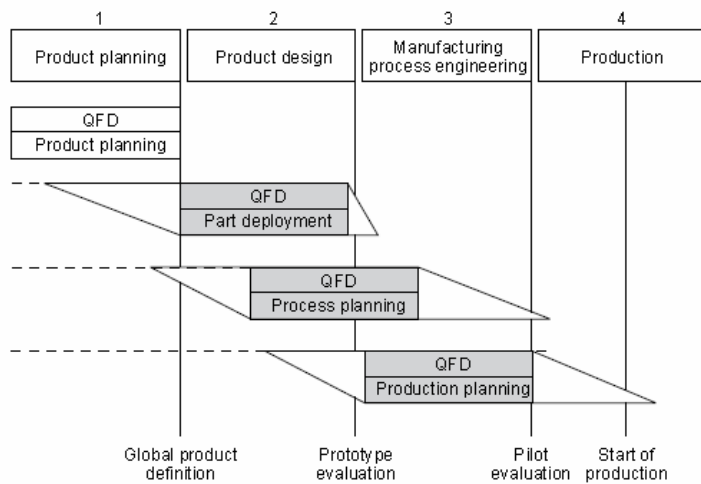 1
2
3
4
Product planning
Product design
Manufacturing
process engineering
Production
QFD
Product planning
QFD
Part deployment
QFD
Process planning
QFD
Production planning
Global product
definition
Prototype
evaluation
Pilot
evaluation
Start of
production